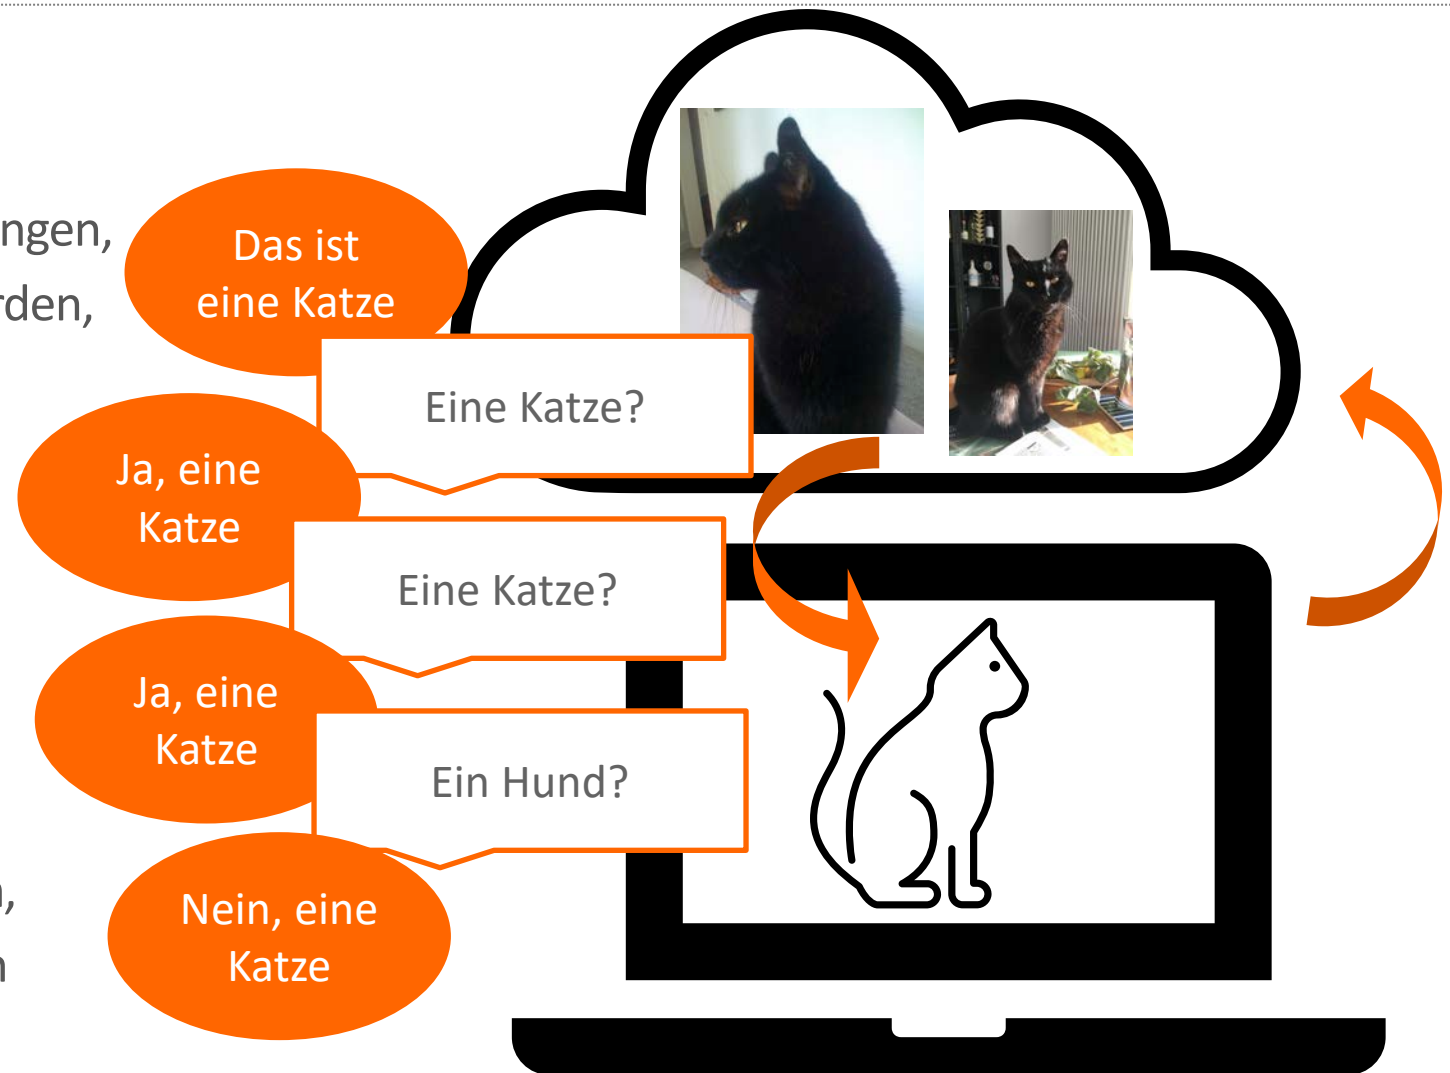 Das ist
eine Katze
Eine Katze?
Ja, eine
Katze
Eine Katze?
Ja, eine
Katze
Ein Hund?
Nein, eine
Katze